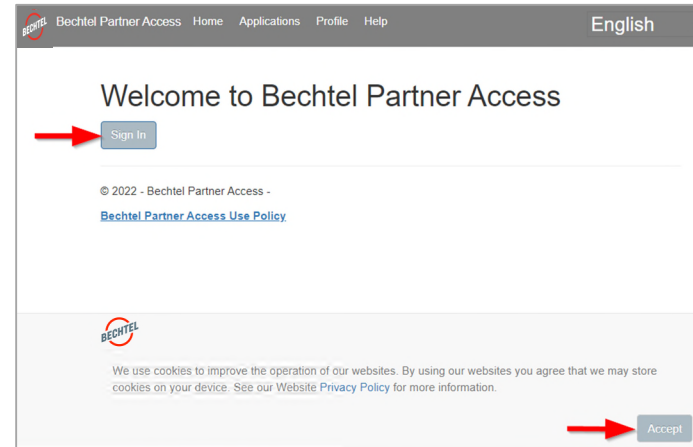 BECHTEL Bechtel Partner Access Home Applications Profile Help English
Welcome to Bechtel Partner Access
Sign In
© 2022 - Bechtel Partner Access -
Bechtel Partner Access Use Policy
BECHTEL
We use cookies to improve the operation of our websites. By using our websites you agree that we may store
cookies on your device. See our Website Privacy Policy for more information.
Accept